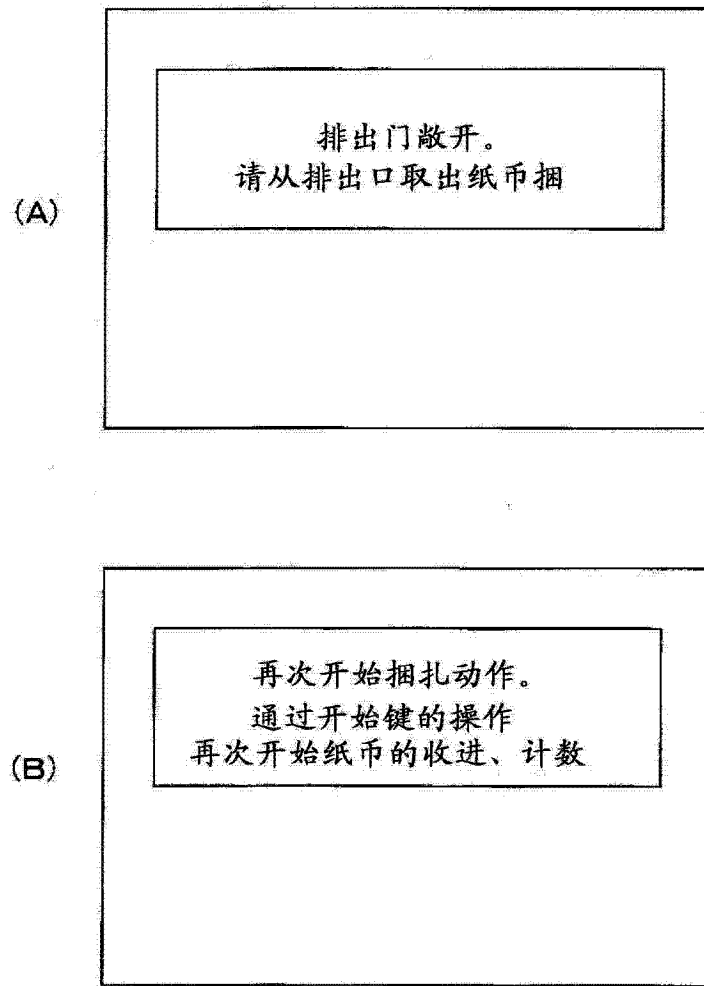 (A)
排出门敞开。
请从排出口取出纸币捆
(B)
再次开始捆扎动作。
通过开始键的操作
再次开始纸币的收进、计数